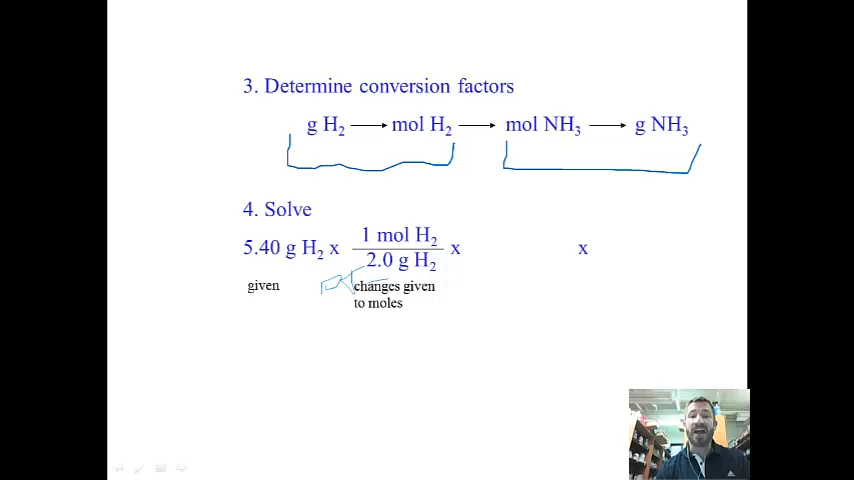 3. Determine conversion factors
g H₂ → mol H₂ → mol NH₃ → g NH₃
4. Solve
5.40 g H₂ x 1 mol H₂ / 2.0 g H₂ x x
given changes given
to moles